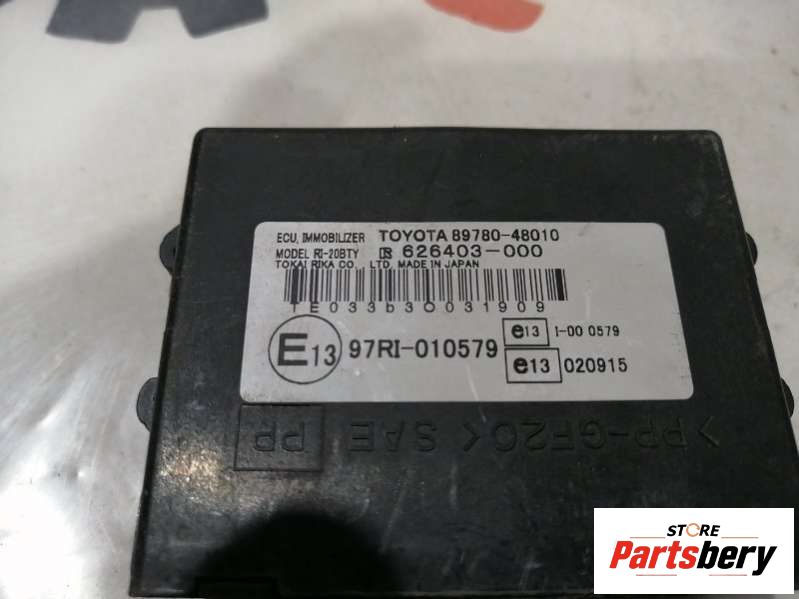 ECU, IMMOBILIZER TOYOTA 89780-48010
MODEL RI-20BTY 626403-000
TOKAI RIKA CO., LTD. MADE IN JAPAN
TE033b30031909
E13 97RI-010579
e13 I-00 0579
e13 020915
>PP-GF20< SAE PP
STORE
Partsbery